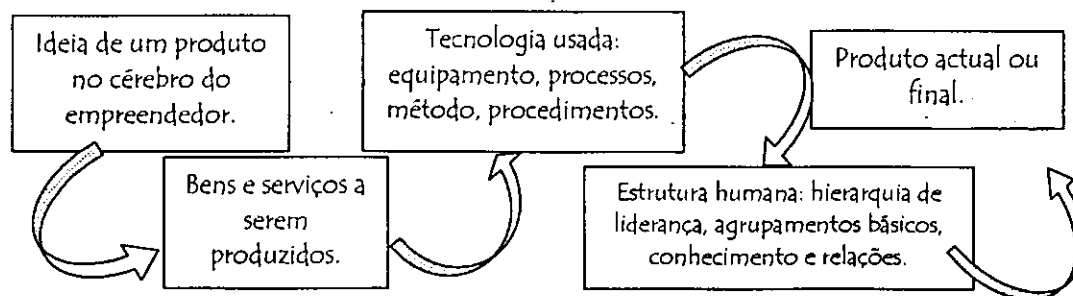 Ideia de um produto
no cérebro do
empreendedor.
Bens e serviços a
serem
produzidos.
Tecnologia usada:
equipamento, processos,
método, procedimentos.
Estrutura humana: hierarquia de
liderança, agrupamentos básicos,
conhecimento e relações.
Produto actual ou
final.